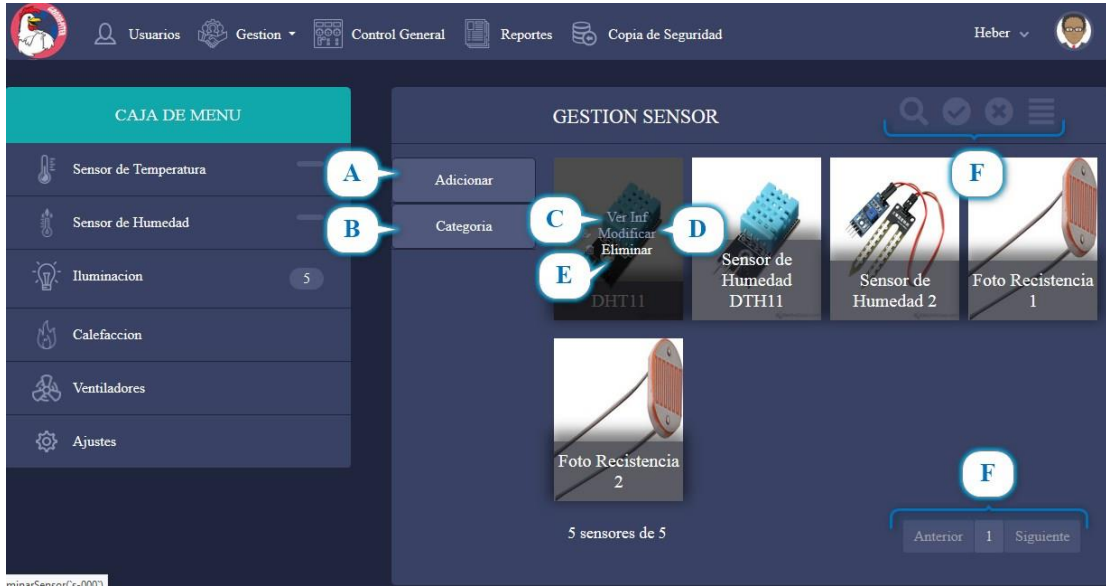 Usuarios
Gestion
Control General
Reportes
Copia de Seguridad
Heber
CAJA DE MENU
Sensor de Temperatura
Sensor de Humedad
Iluminacion
5
Calefaccion
Ventiladores
Ajustes
GESTION SENSOR
F
A
Adicionar
B
Categoria
C
Ver Inf
Modificar
D
Eliminar
E
DHT11
Sensor de
Humedad
DTH11
Sensor de
Humedad 2
Foto Recistencia
1
Foto Recistencia
2
5 sensores de 5
F
Anterior
1
Siguiente